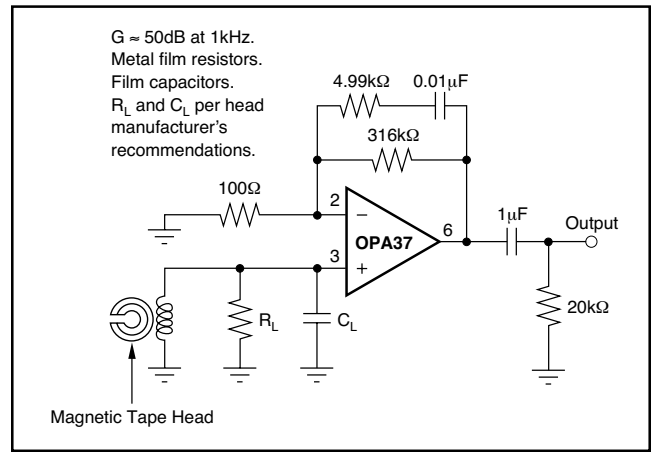 G ≈ 50dB at 1kHz.
Metal film resistors.
Film capacitors.
R_L and C_L per head
manufacturer's
recommendations.
4.99kΩ
0.01µF
316kΩ
100Ω
2
−
OPA37
6
3
+
1µF
Output
20kΩ
R_L
C_L
Magnetic Tape Head